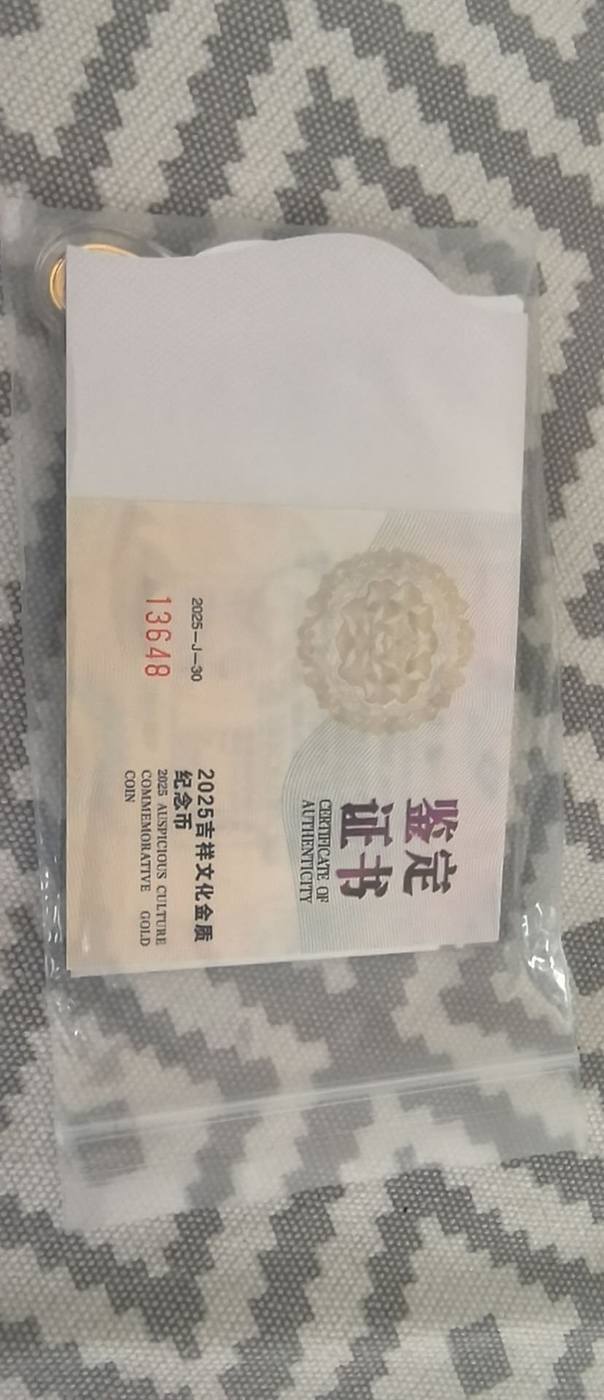 鉴定
证书
CERTIFICATE OF
AUTHENTICITY
2025—J—30
13648
2025吉祥文化金质
纪念币
2025 AUSPICIOUS CULTURE
COMMEMORATIVE GOLD
COIN